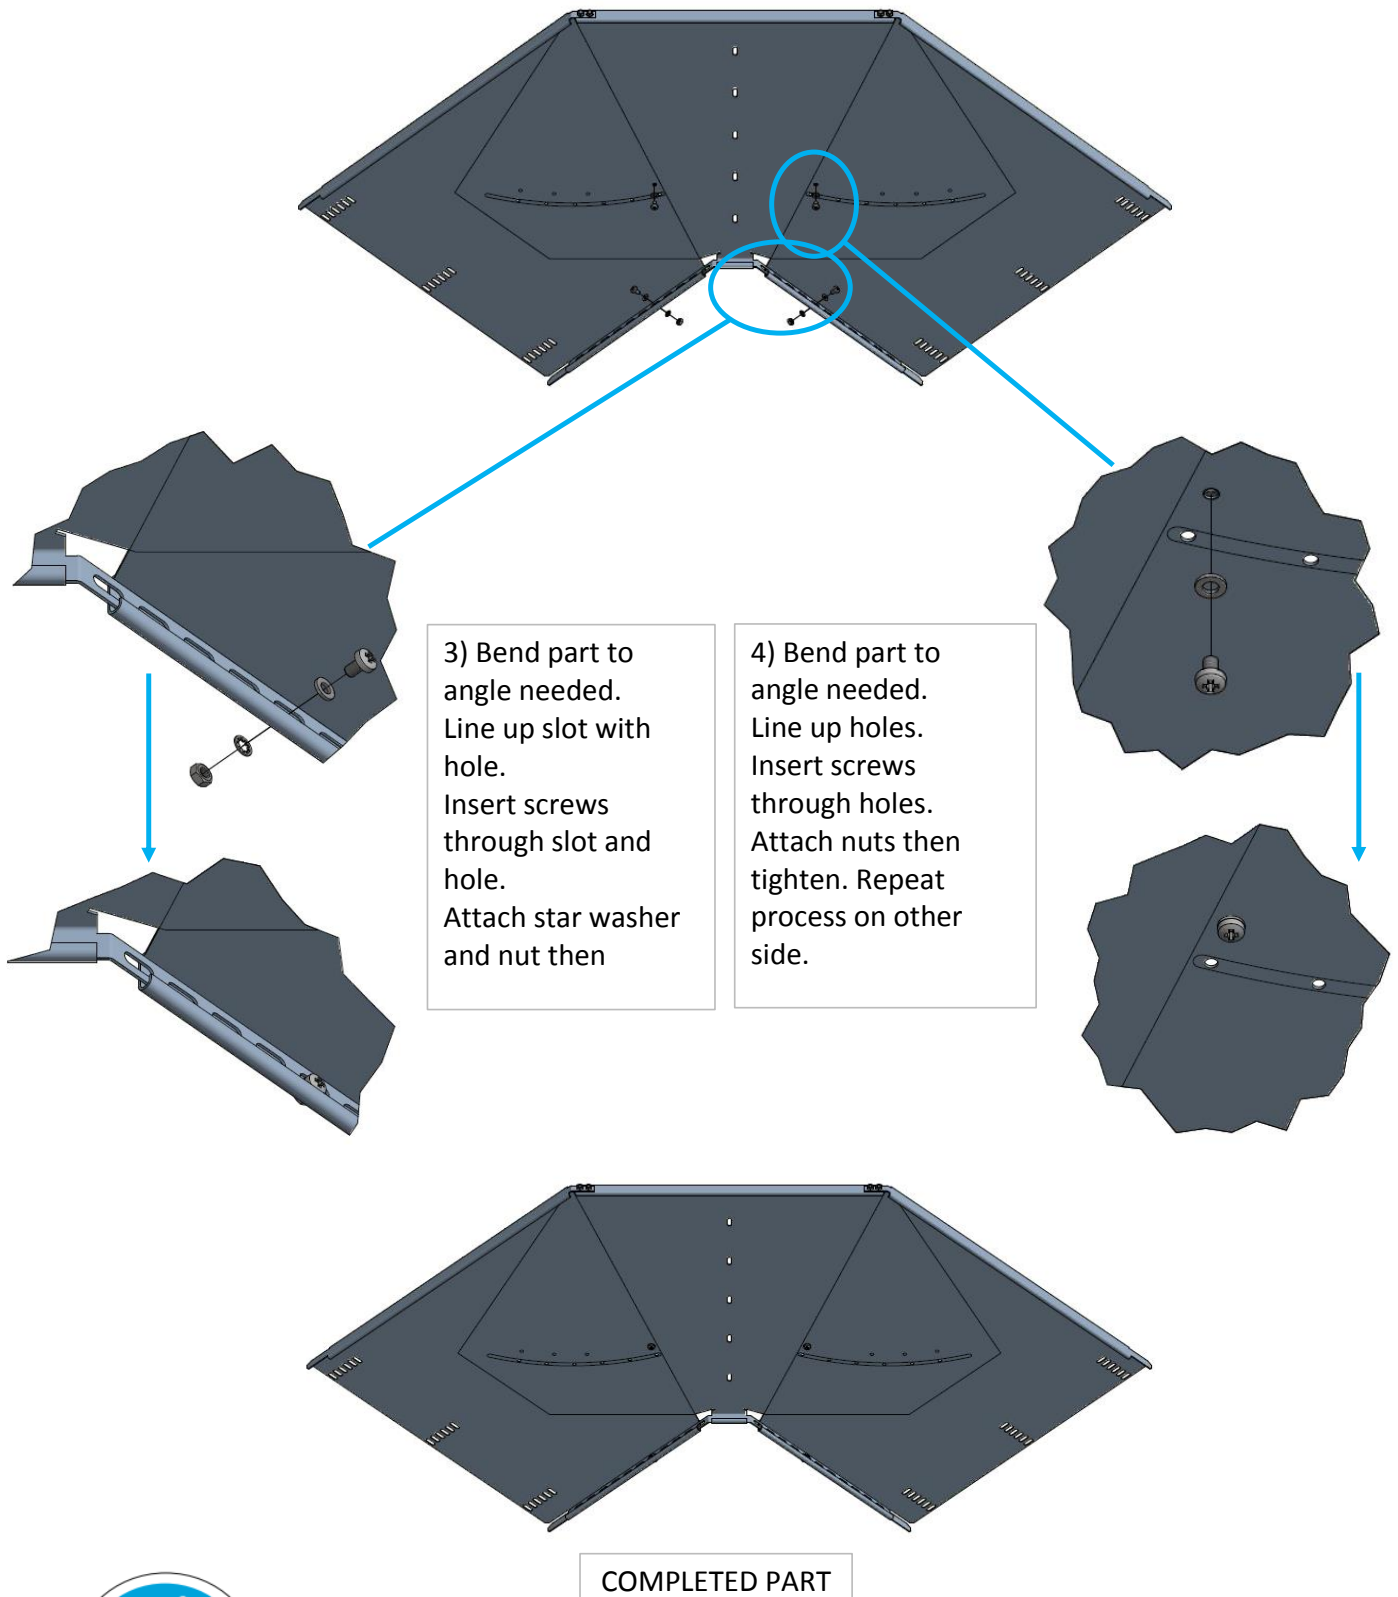 3) Bend part to
angle needed.
Line up slot with
hole.
Insert screws
through slot and
hole.
Attach star washer
and nut then
4) Bend part to
angle needed.
Line up holes.
Insert screws
through holes.
Attach nuts then
tighten. Repeat
process on other
side.
COMPLETED PART